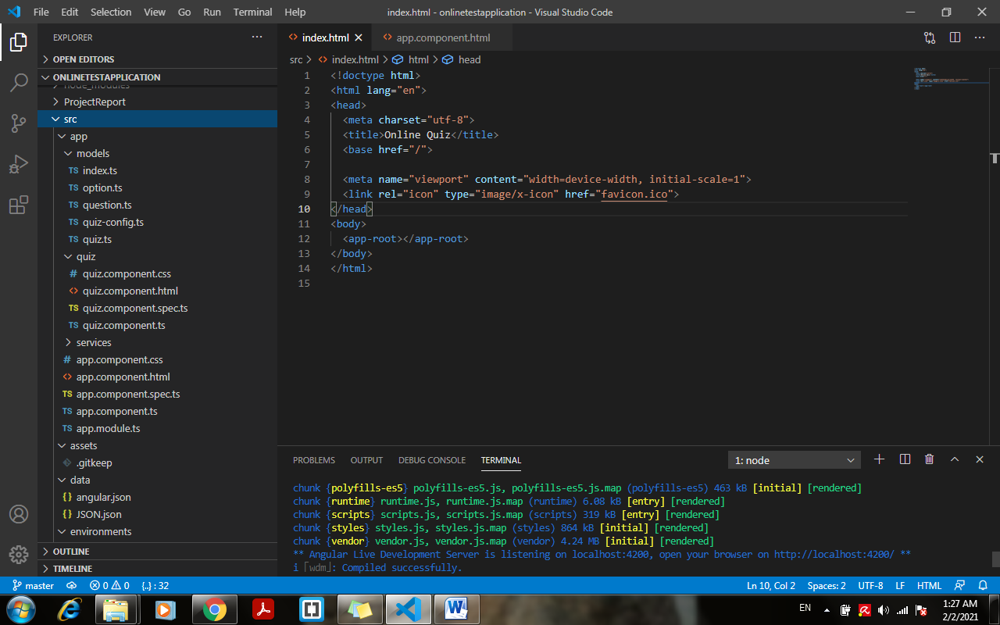 File Edit Selection View Go Run Terminal Help index.html - onlinetestapplication - Visual Studio Code
EXPLORER
OPEN EDITORS
ONLINETESTAPPLICATION
node_modules
ProjectReport
src
app
models
TS index.ts
TS option.ts
TS question.ts
TS quiz-config.ts
TS quiz.ts
quiz
# quiz.component.css
<> quiz.component.html
TS quiz.component.spec.ts
TS quiz.component.ts
services
# app.component.css
<> app.component.html
TS app.component.spec.ts
TS app.component.ts
TS app.module.ts
assets
.gitkeep
data
{} angular.json
{} JSON.json
environments
OUTLINE
TIMELINE
<> index.html <> app.component.html
src > <> index.html > html > head
1 <!doctype html>
2 <html lang="en">
3 <head>
4 <meta charset="utf-8">
5 <title>Online Quiz</title>
6 <base href="/">
7
8 <meta name="viewport" content="width=device-width, initial-scale=1">
9 <link rel="icon" type="image/x-icon" href="favicon.ico">
10 </head>
11 <body>
12 <app-root></app-root>
13 </body>
14 </html>
15
PROBLEMS OUTPUT DEBUG CONSOLE TERMINAL 1: node
chunk {polyfills-es5} polyfills-es5.js, polyfills-es5.js.map (polyfills-es5) 463 kB [initial] [rendered]
chunk {runtime} runtime.js, runtime.js.map (runtime) 6.08 kB [entry] [rendered]
chunk {scripts} scripts.js, scripts.js.map (scripts) 319 kB [entry] [rendered]
chunk {styles} styles.js, styles.js.map (styles) 864 kB [initial] [rendered]
chunk {vendor} vendor.js, vendor.js.map (vendor) 4.24 MB [initial] [rendered]
** Angular Live Development Server is listening on localhost:4200, open your browser on http://localhost:4200/ **
i ｢wdm｣: Compiled successfully.
master 0 0 {..} : 32 Ln 10, Col 2 Spaces: 2 UTF-8 LF HTML
EN 1:27 AM
2/2/2021